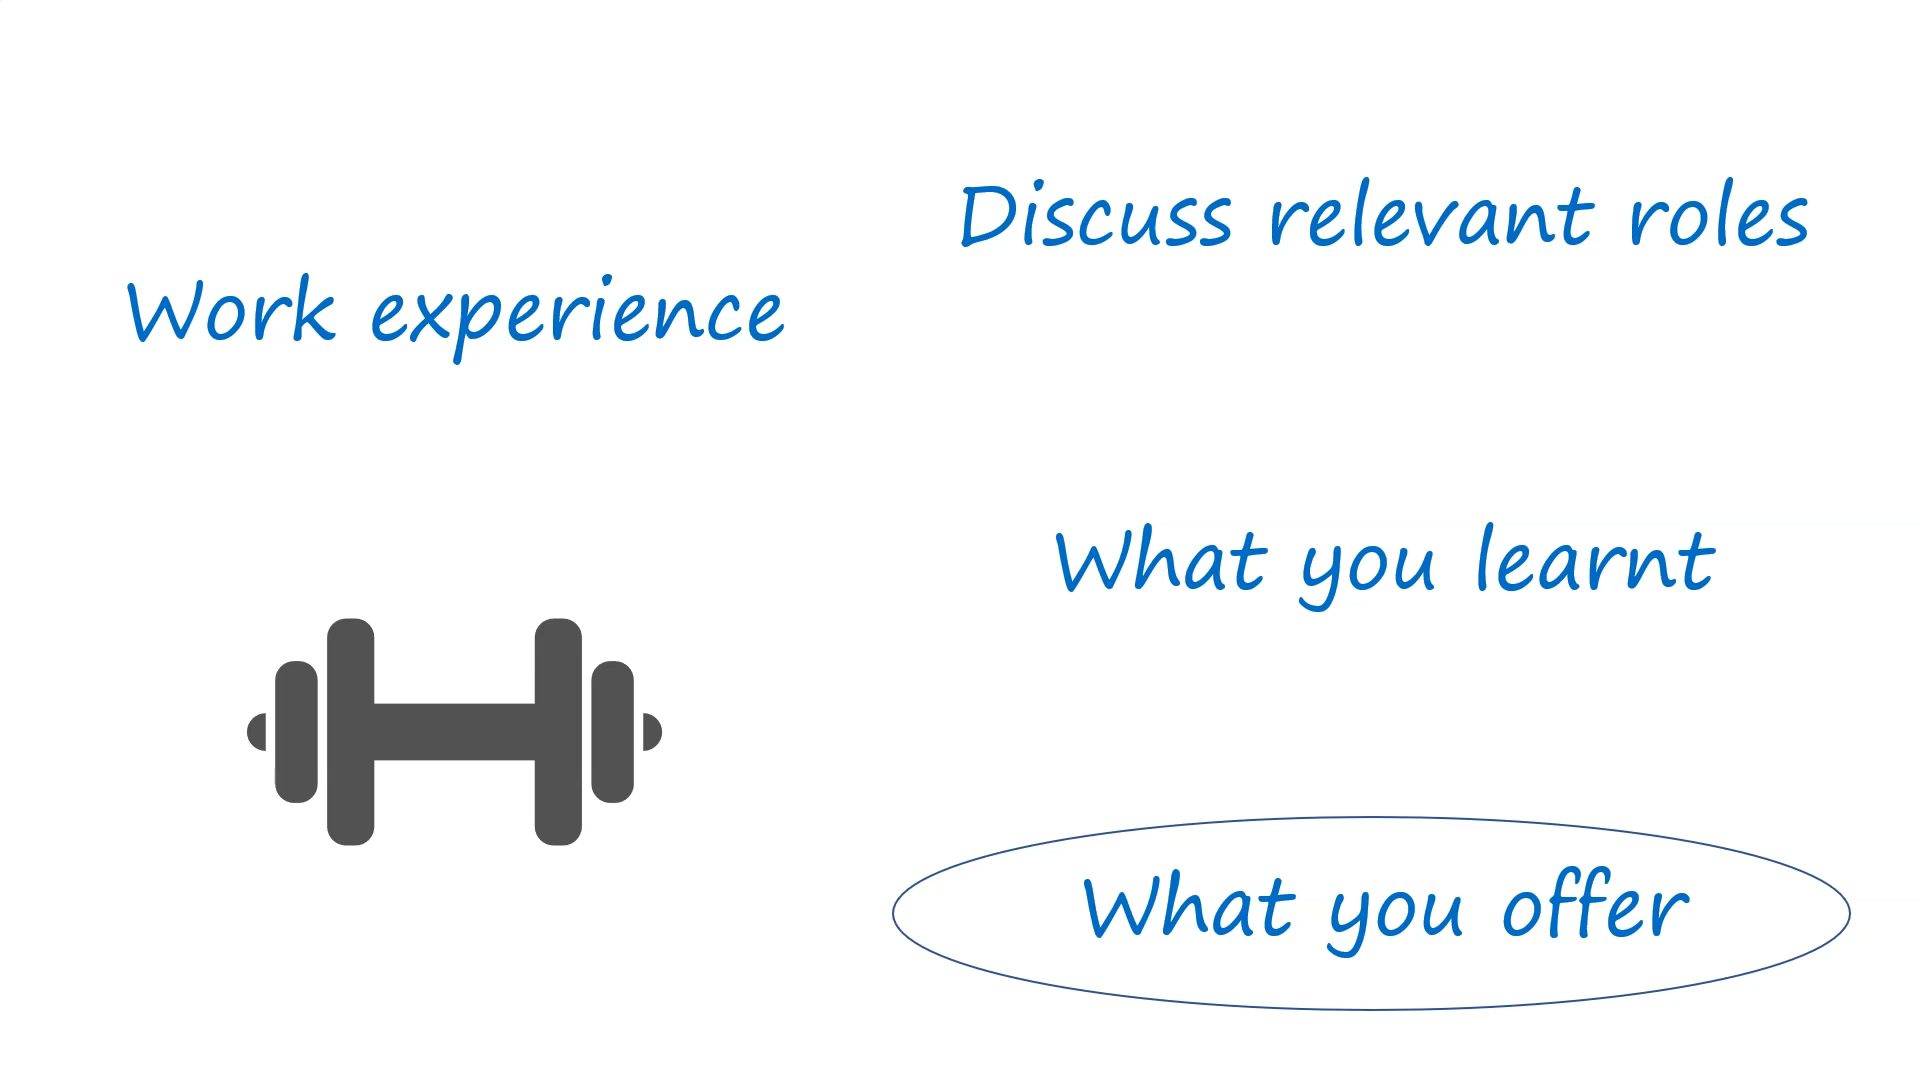 Work experience
Discuss relevant roles
What you learnt
What you offer